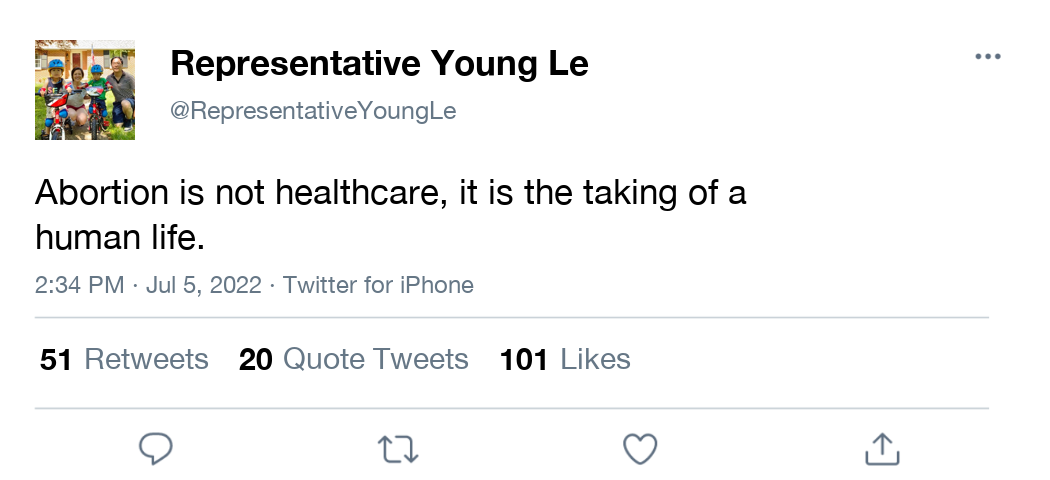 Representative Young Le
@RepresentativeYoungLe
Abortion is not healthcare, it is the taking of a
human life.
2:34 PM · Jul 5, 2022 · Twitter for iPhone
51 Retweets 20 Quote Tweets 101 Likes